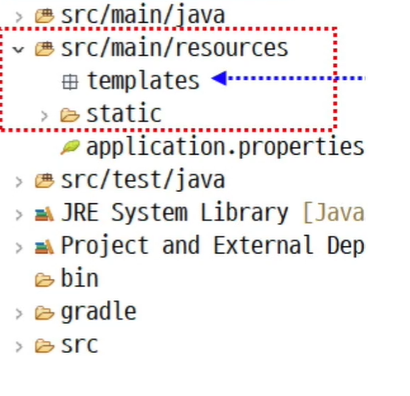 src/main/java
src/main/resources
templates
static
application.properties
src/test/java
JRE System Library [Java
Project and External Dep
bin
gradle
src